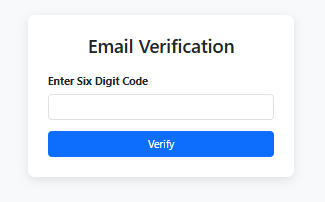 Email Verification
Enter Six Digit Code
Verify